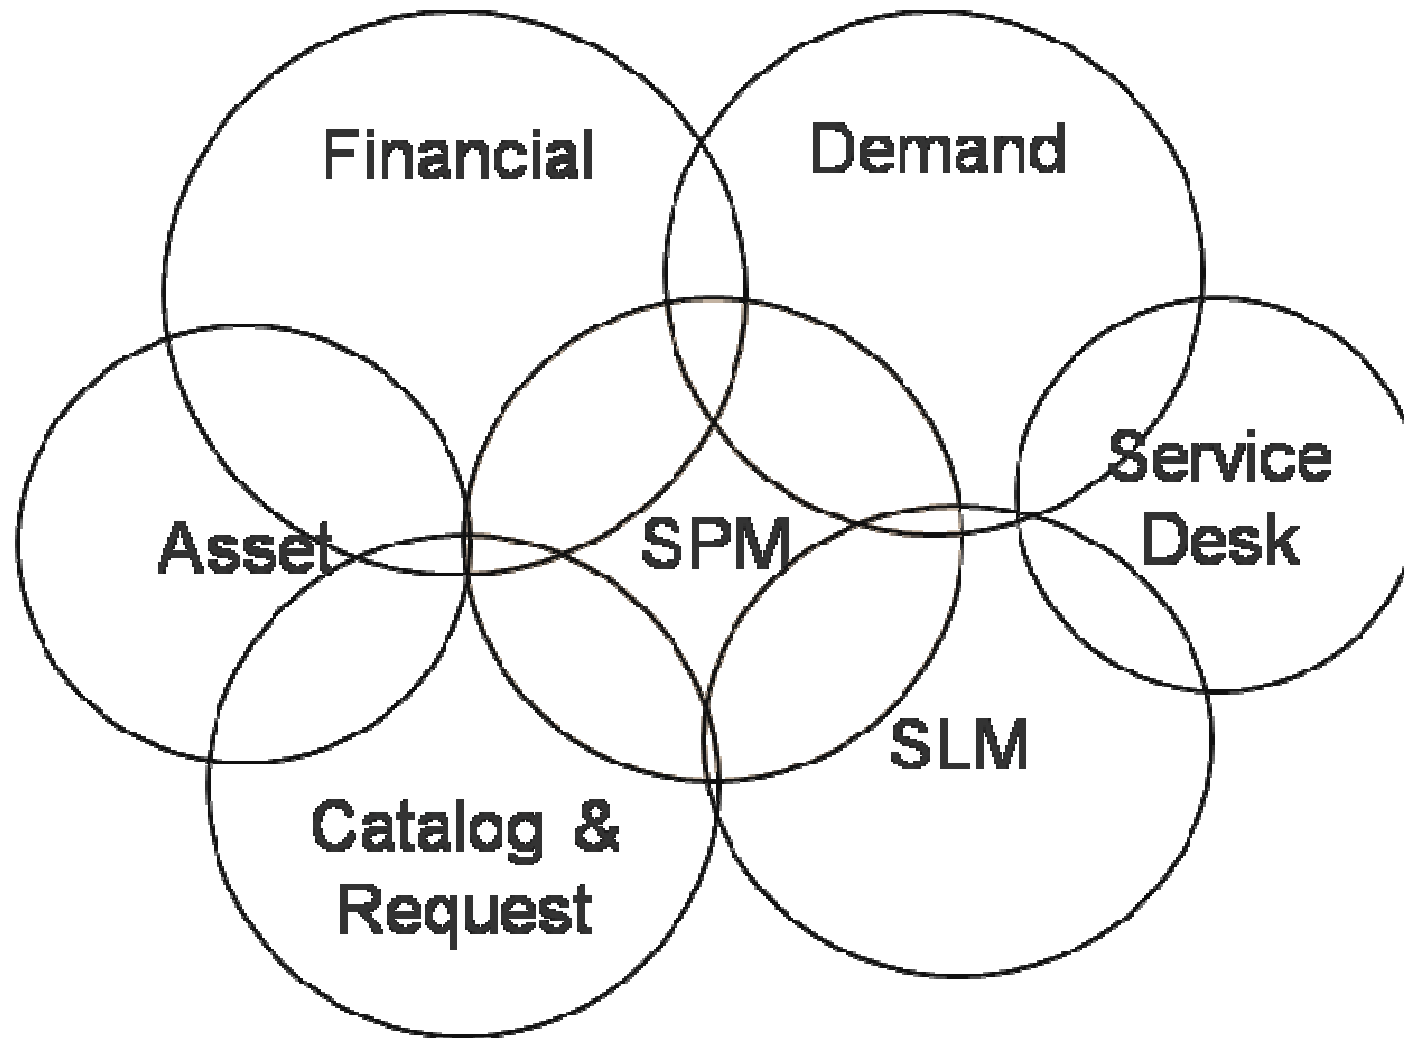 Financial
Demand
Service
Desk
Asset
SPM
SLM
Catalog &
Request